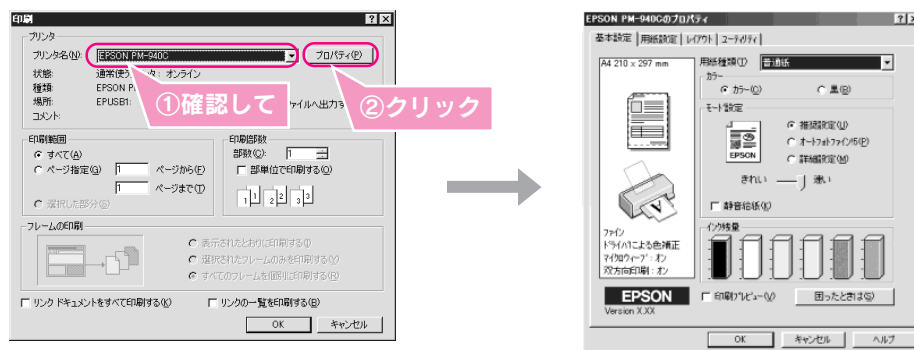 印刷
プリンタ
プリンタ名(N): EPSON PM-940C プロパティ(P)
状態: 通常使う タ: オンライン
種類: EPSON P
場所: EPUSB1: ァイルへ出力す
コメント:
①確認して
②クリック
印刷範囲
すべて(A)
ページ指定(G) 1 ページから(F)
1 ページまで(T)
選択した部分(S)
印刷部数
部数(C): 1
部単位で印刷する(O)
1 1 2 2 3 3
フレームの印刷
表示されたとおりに印刷する(I)
選択されたフレームのみを印刷する(Y)
すべてのフレームを個別に印刷する(R)
リンク ドキュメントをすべて印刷する(K)
リンクの一覧を印刷する(B)
OK キャンセル
EPSON PM-940Cのプロパティ
基本設定 用紙設定 レイアウト ユーティリティ
A4 210 x 297 mm
用紙種類(T) 普通紙
カラー
カラー(C) 黒(B)
モード設定
推奨設定(U)
オートフォトファイン!5(P)
詳細設定(M)
EPSON
きれい 速い
静音給紙(Q)
ファイン
ドライバによる色補正
マイクロウィーブ : オン
双方向印刷 : オン
インク残量
EPSON
Version X.XX
印刷プレビュー(V) 困ったときは(S)
OK キャンセル ヘルプ